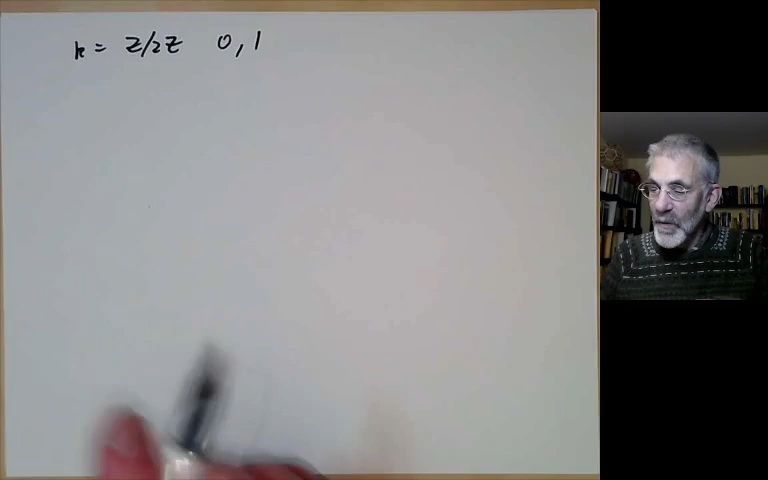 k = Z/2Z 0, 1